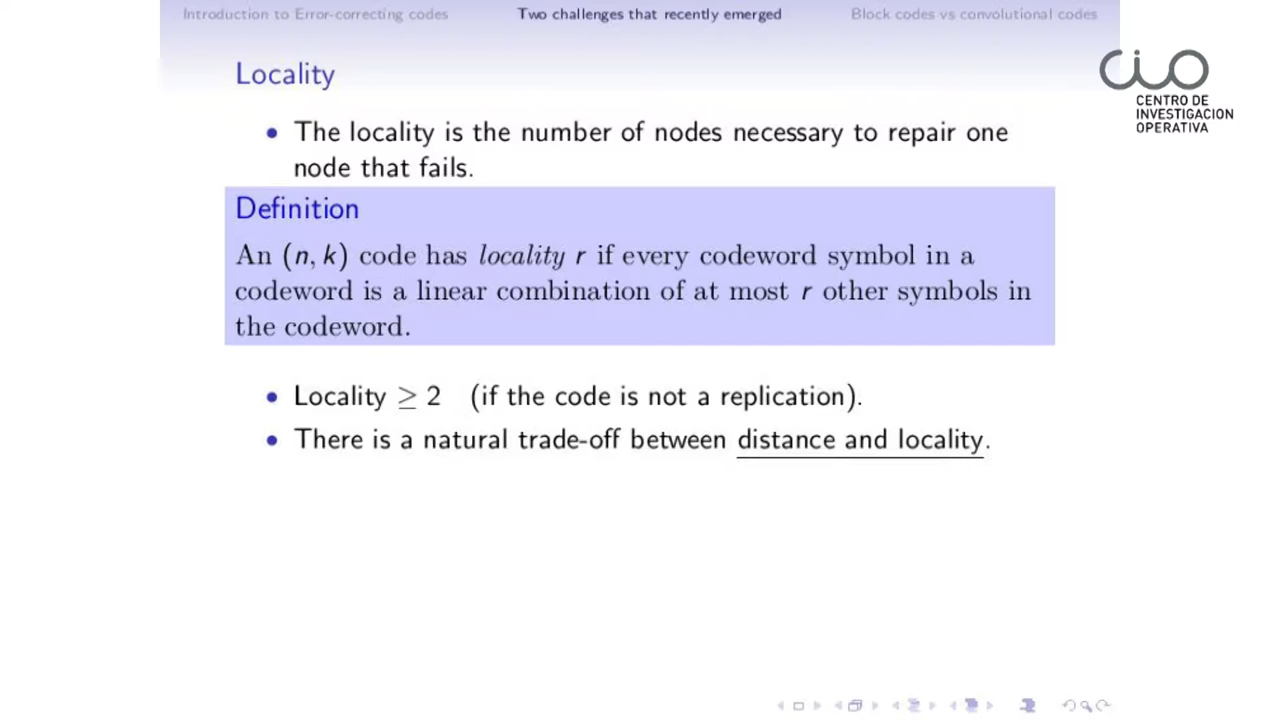 Introduction to Error-correcting codes Two challenges that recently emerged Block codes vs convolutional codes
Locality
CIO
CENTRO DE
INVESTIGACION
OPERATIVA
• The locality is the number of nodes necessary to repair one
node that fails.
Definition
An (n, k) code has locality r if every codeword symbol in a
codeword is a linear combination of at most r other symbols in
the codeword.
• Locality ≥ 2 (if the code is not a replication).
• There is a natural trade-off between distance and locality.